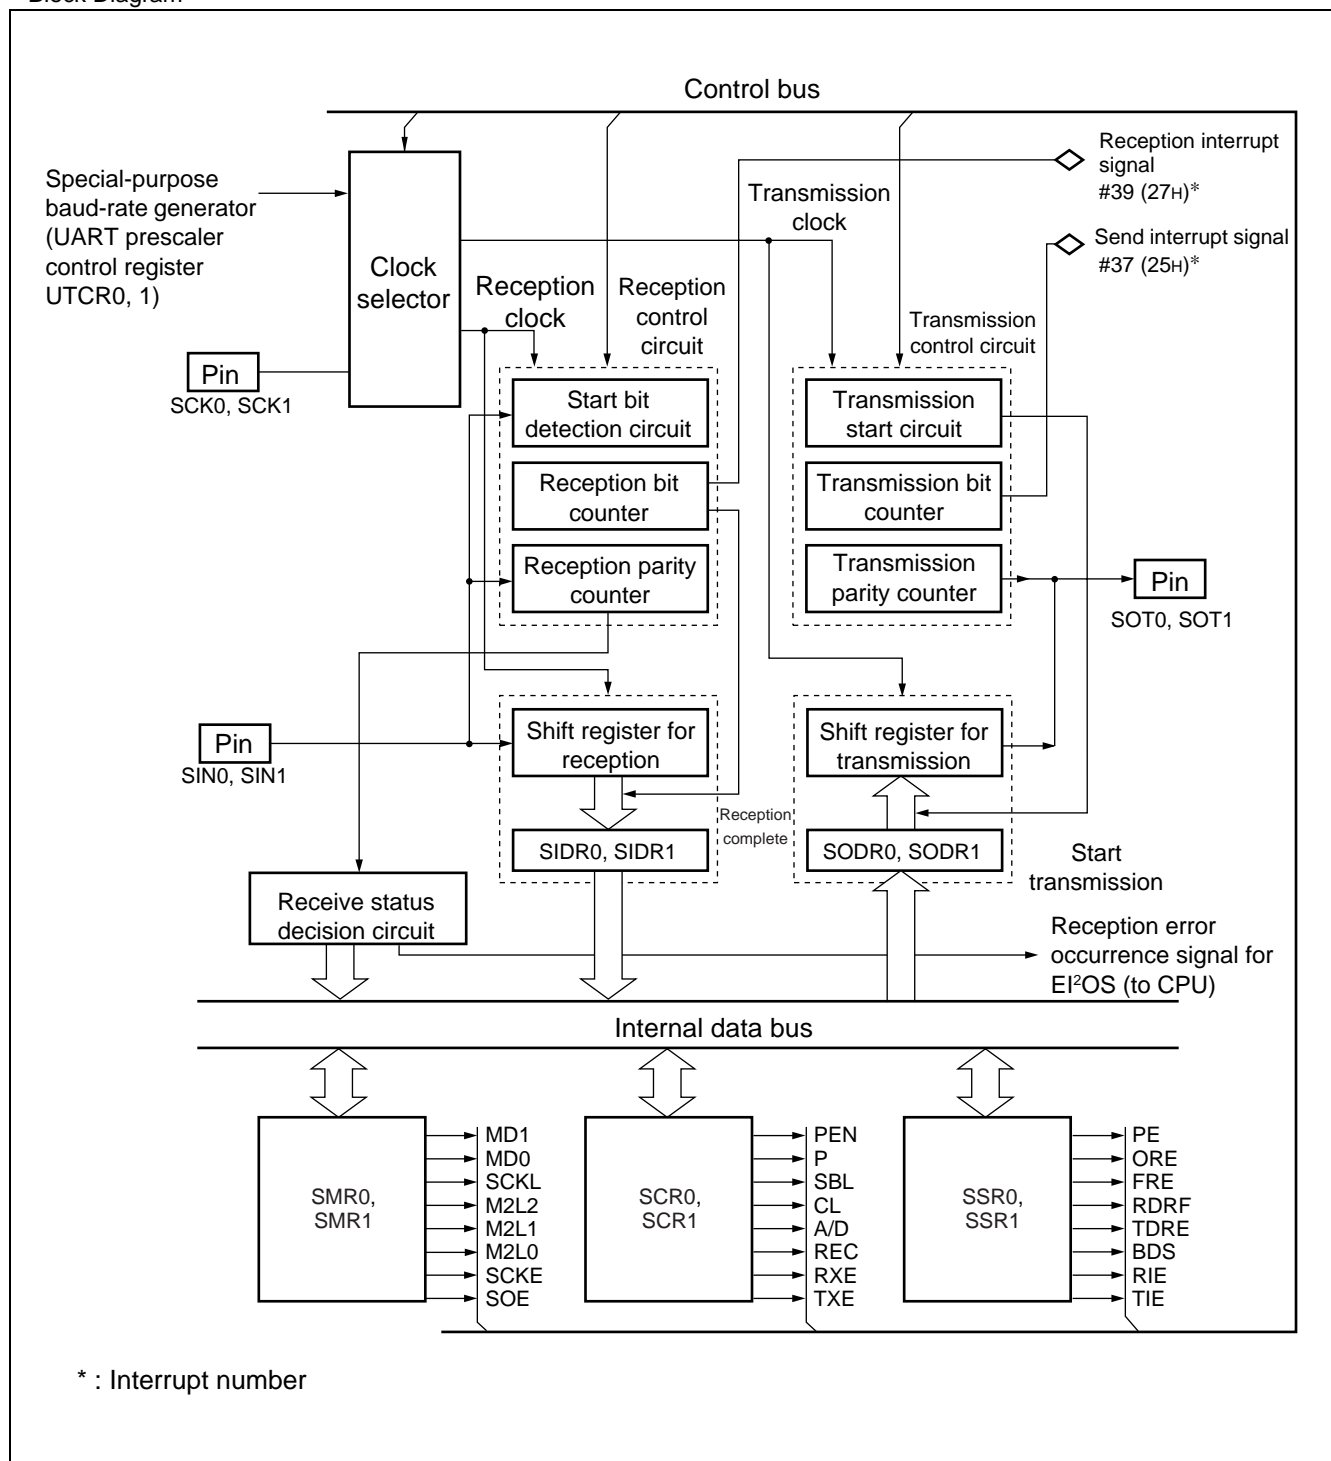 Block Diagram
Control bus
Reception interrupt
signal
#39 (27H)*
Special-purpose
baud-rate generator
(UART prescaler
control register
UTCR0, 1)
Transmission
clock
Send interrupt signal
#37 (25H)*
Clock
selector
Reception
clock
Reception
control
circuit
Transmission
control circuit
Pin
SCK0, SCK1
Start bit
detection circuit
Transmission
start circuit
Reception bit
counter
Transmission bit
counter
Reception parity
counter
Transmission
parity counter
Pin
SOT0, SOT1
Pin
SIN0, SIN1
Shift register for
reception
Shift register for
transmission
Reception
complete
SIDR0, SIDR1
SODR0, SODR1
Start
transmission
Receive status
decision circuit
Reception error
occurrence signal for
EI²OS (to CPU)
Internal data bus
SMR0,
SMR1
MD1
MD0
SCKL
M2L2
M2L1
M2L0
SCKE
SOE
SCR0,
SCR1
PEN
P
SBL
CL
A/D
REC
RXE
TXE
SSR0,
SSR1
PE
ORE
FRE
RDRF
TDRE
BDS
RIE
TIE
* : Interrupt number